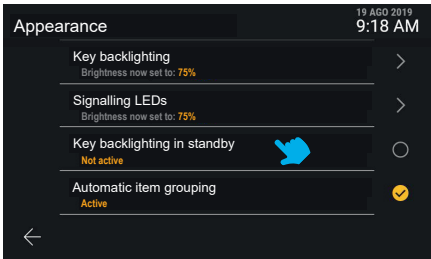 19 AGO 2019
Appearance
9:18 AM
Key backlighting
Brightness now set to: 75%
Signalling LEDs
Brightness now set to: 75%
Key backlighting in standby
Not active
Automatic item grouping
Active